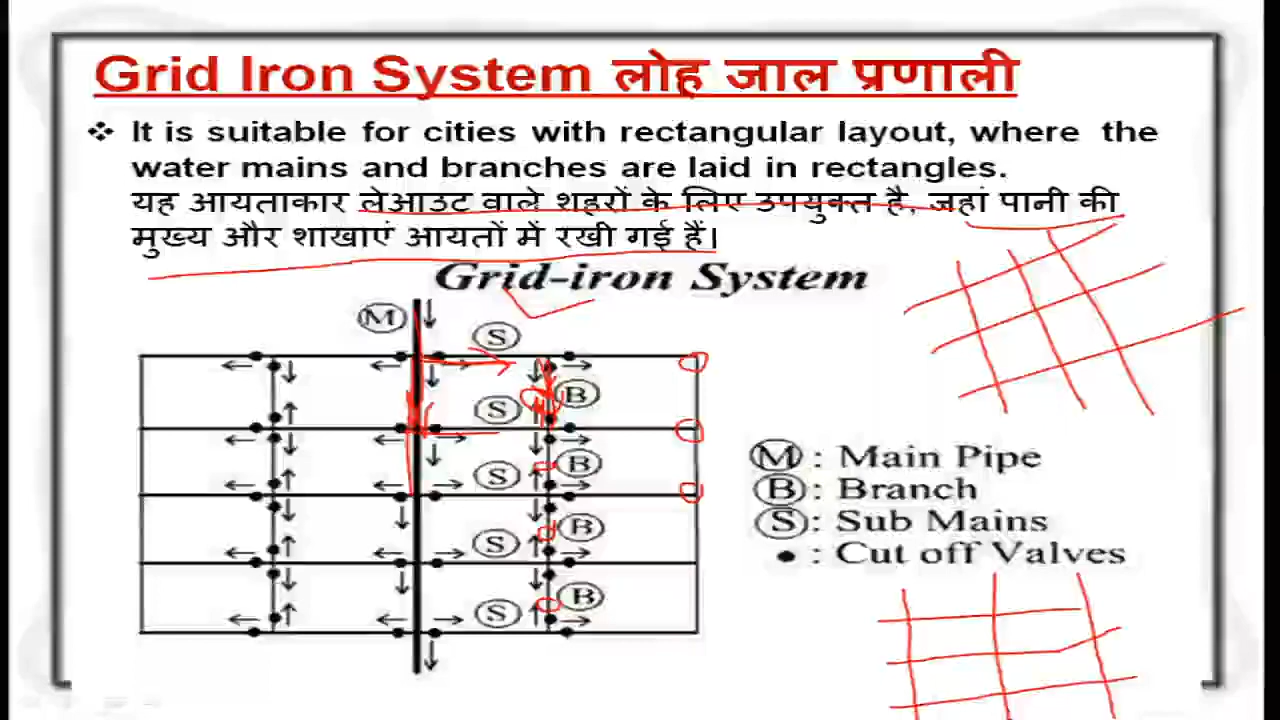 Grid Iron System लोह जाल प्रणाली
❖ It is suitable for cities with rectangular layout, where the
water mains and branches are laid in rectangles.
यह आयताकार लेआउट वाले शहरों के लिए उपयुक्त है, जहां पानी की
मुख्य और शाखाएं आयतों में रखी गई हैं।
Grid-iron System
M
S
B
S
B
S
B
S
B
S
M : Main Pipe
B : Branch
S : Sub Mains
• : Cut off Valves